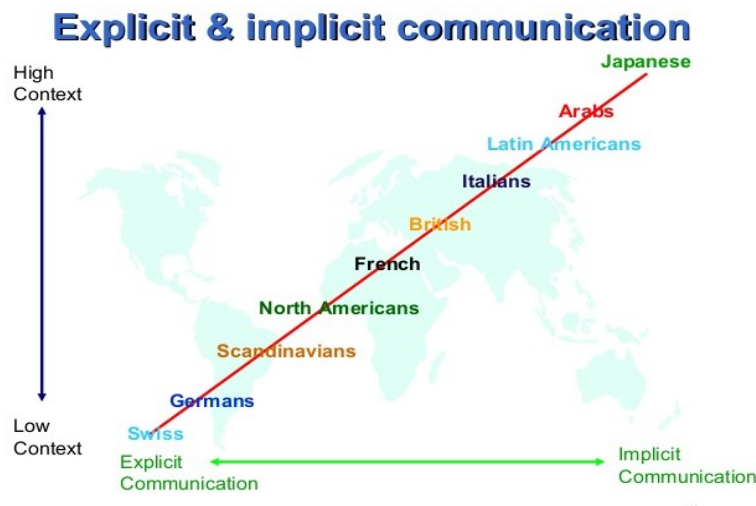 Explicit & implicit communication
High
Context
Japanese
Arabs
Latin Americans
Italians
British
French
North Americans
Scandinavians
Germans
Swiss
Low
Context
Explicit
Communication
Implicit
Communication